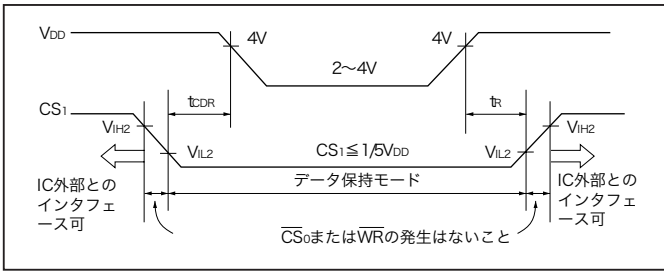 VDD
4V
4V
2〜4V
tCDR
tR
CS1
VIH2
VIH2
VIL2
CS1≦1/5VDD
VIL2
データ保持モード
IC外部との
インタフェ
ース可
IC外部との
インタフェ
ース可
C̅S̅0またはW̅R̅の発生はないこと